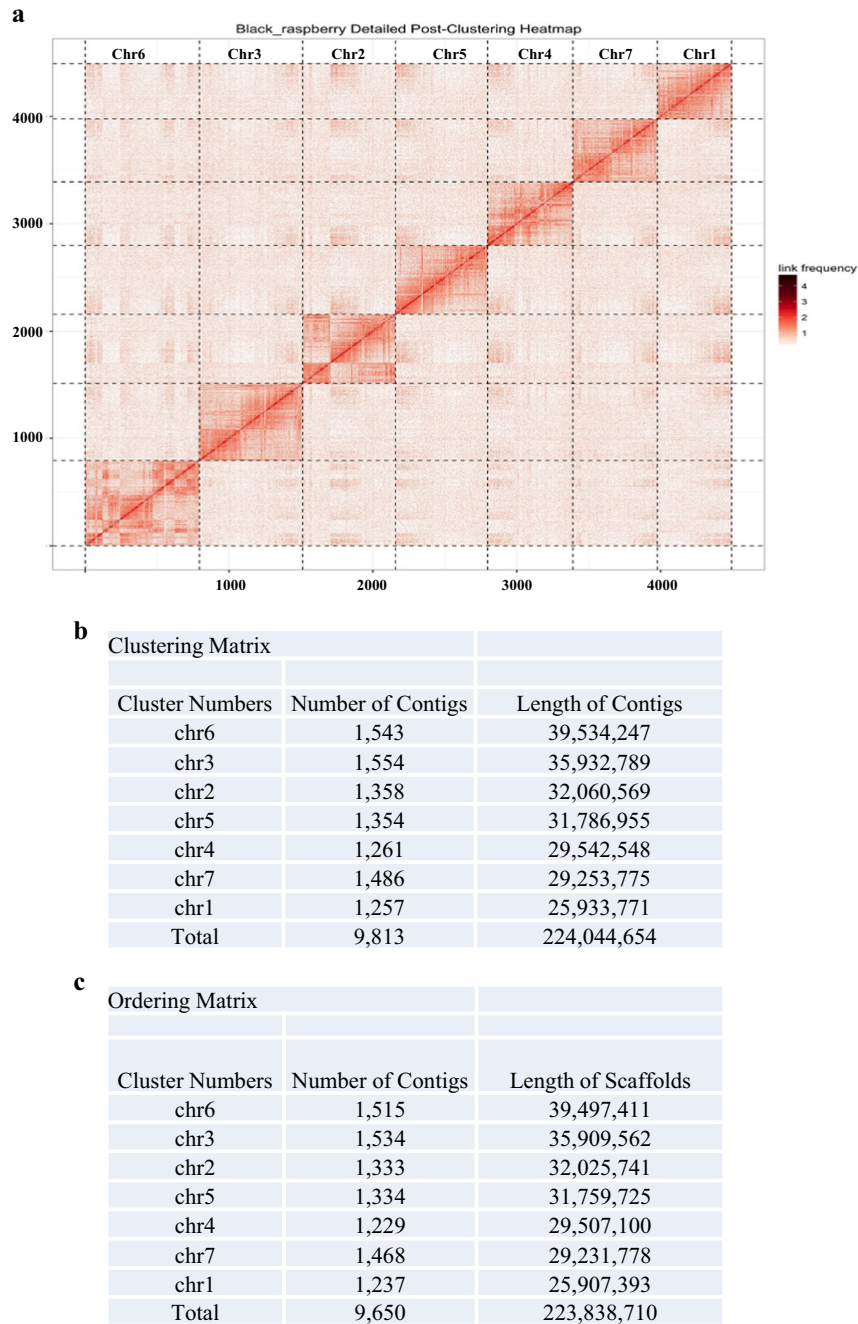 a
Black_raspberry Detailed Post-Clustering Heatmap
Chr6 Chr3 Chr2 Chr5 Chr4 Chr7 Chr1
4000
3000
2000
1000
link frequency
4
3
2
1
1000 2000 3000 4000
b
Clustering Matrix
Cluster Numbers Number of Contigs Length of Contigs
chr6 1,543 39,534,247
chr3 1,554 35,932,789
chr2 1,358 32,060,569
chr5 1,354 31,786,955
chr4 1,261 29,542,548
chr7 1,486 29,253,775
chr1 1,257 25,933,771
Total 9,813 224,044,654
c
Ordering Matrix
Cluster Numbers Number of Contigs Length of Scaffolds
chr6 1,515 39,497,411
chr3 1,534 35,909,562
chr2 1,333 32,025,741
chr5 1,334 31,759,725
chr4 1,229 29,507,100
chr7 1,468 29,231,778
chr1 1,237 25,907,393
Total 9,650 223,838,710